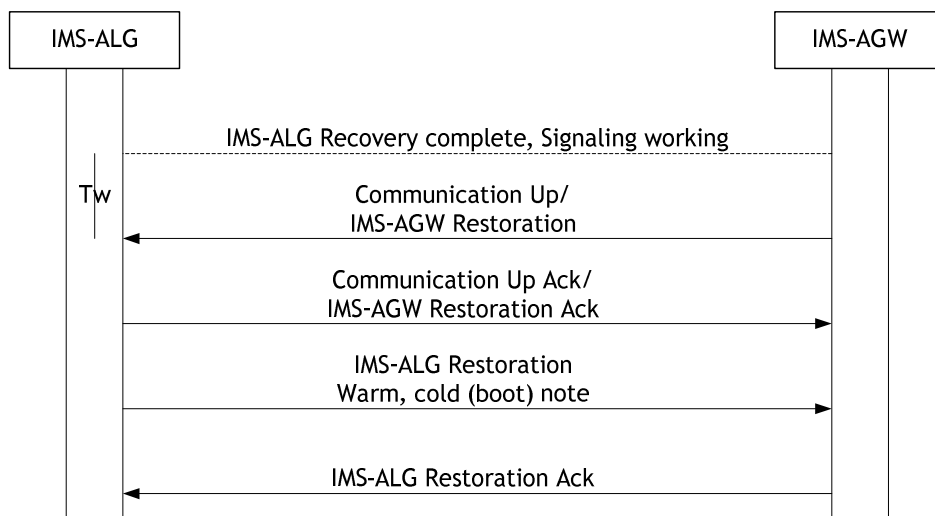 IMS-ALG
IMS-AGW
IMS-ALG Recovery complete, Signaling working
Tw
Communication Up/
IMS-AGW Restoration
Communication Up Ack/
IMS-AGW Restoration Ack
IMS-ALG Restoration
Warm, cold (boot) note
IMS-ALG Restoration Ack